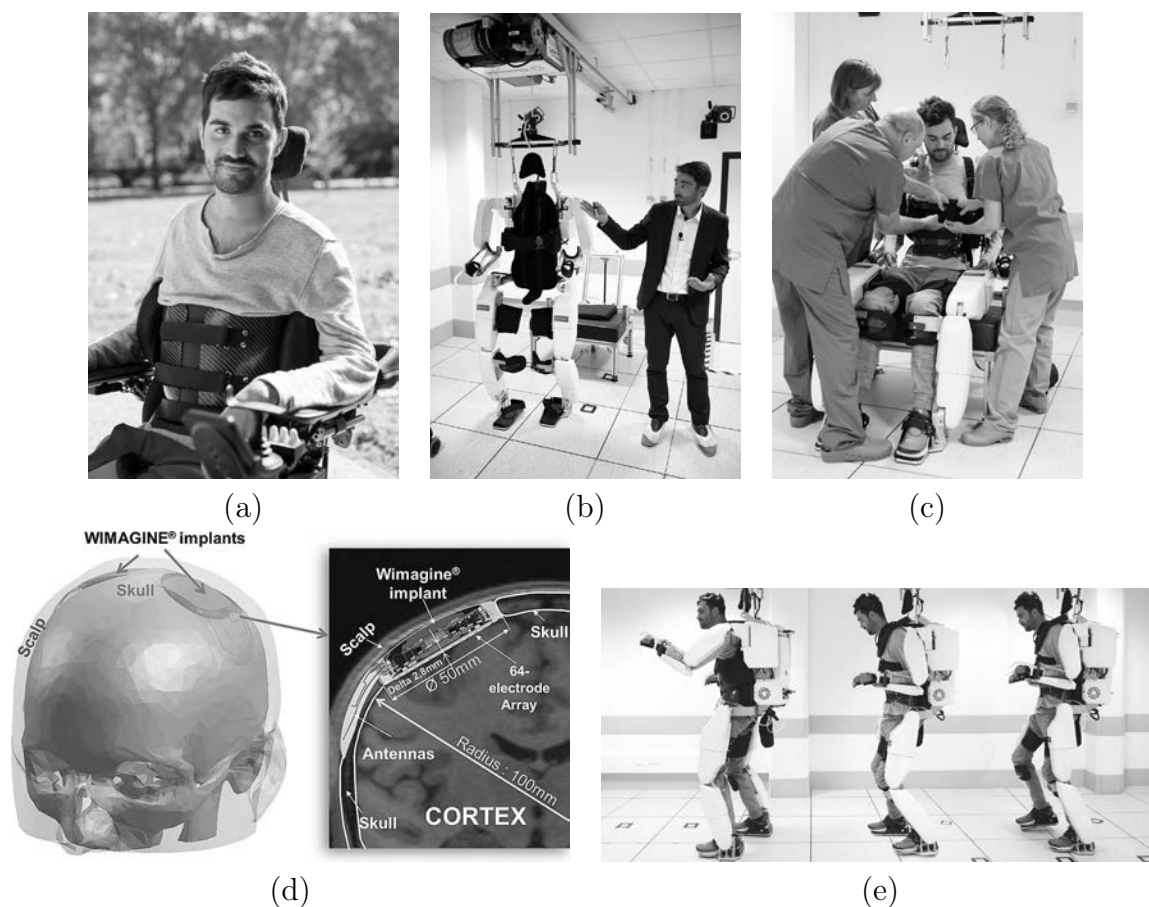 (a)
(b)
(c)
WIMAGINE® implants
Skull
Scalp
Wimagine®
implant
Scalp
Skull
Delta 2,8mm
Ø 50mm
64-
electrode
Array
Antennas
Radius : 100mm
Skull
CORTEX
(d)
(e)